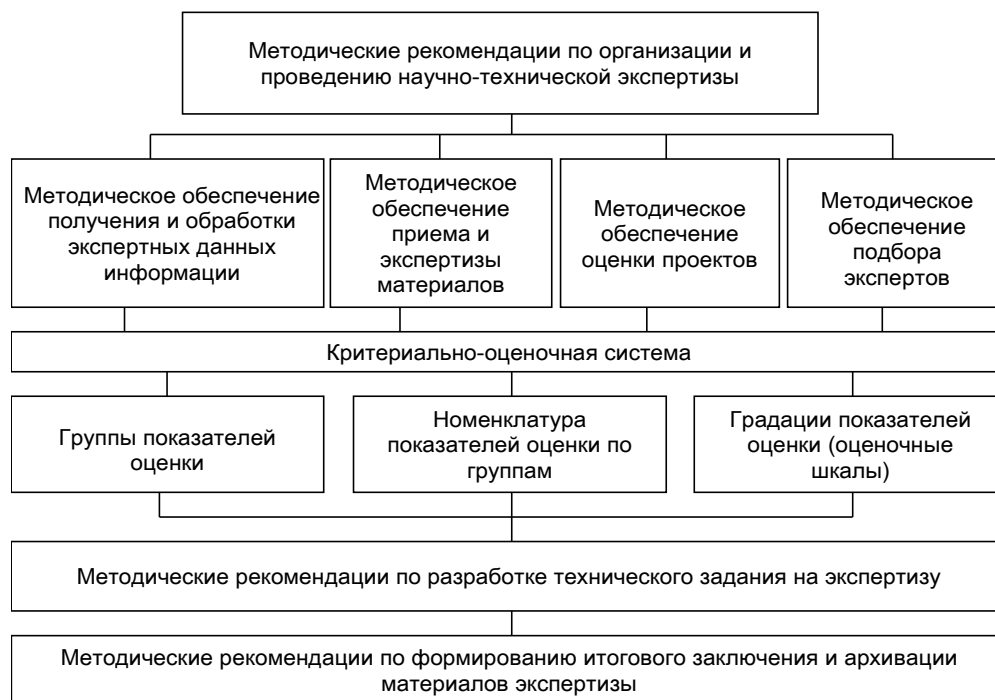 Методические рекомендации по организации и
проведению научно-технической экспертизы
Методическое обеспечение
получения и обработки
экспертных данных
информации
Методическое
обеспечение
приема и
экспертизы
материалов
Методическое
обеспечение
оценки проектов
Методическое
обеспечение
подбора
экспертов
Критериально-оценочная система
Группы показателей
оценки
Номенклатура
показателей оценки по
группам
Градации показателей
оценки (оценочные
шкалы)
Методические рекомендации по разработке технического задания на экспертизу
Методические рекомендации по формированию итогового заключения и архивации
материалов экспертизы